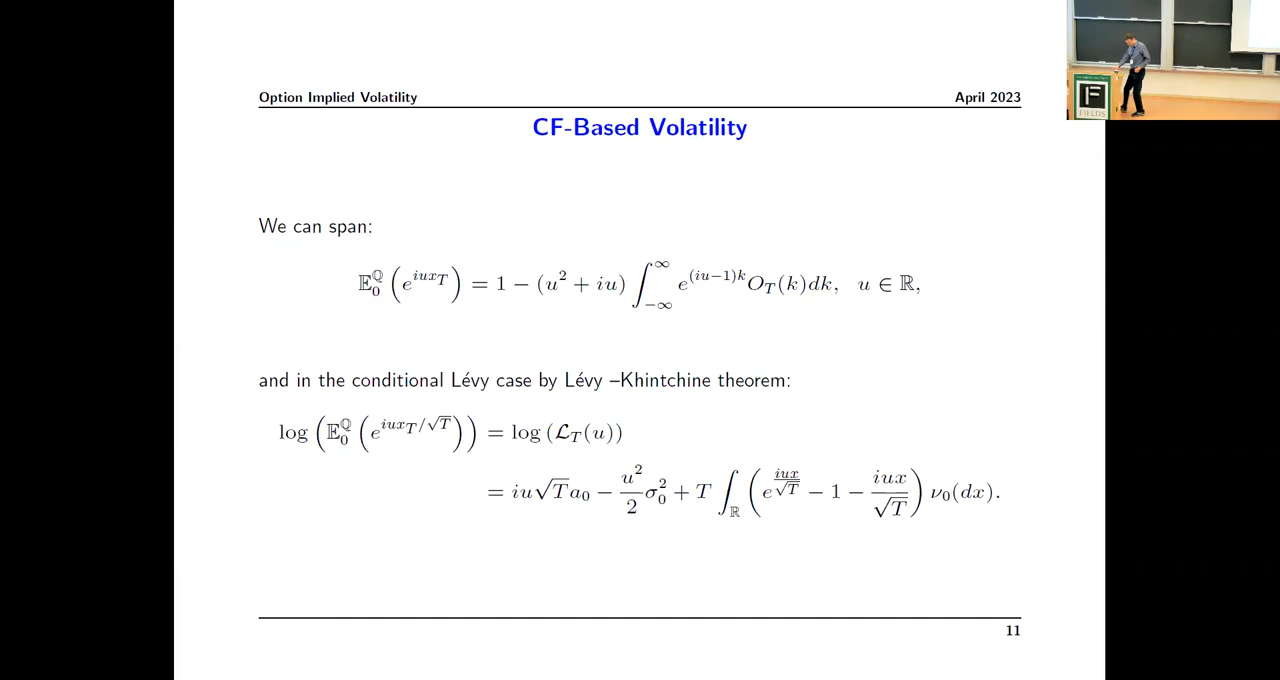 Option Implied Volatility April 2023
CF-Based Volatility
We can span:
$\mathbb{E}_0^{\mathbb{Q}}\left(e^{iux_T}\right) = 1 - (u^2 + iu) \int_{-\infty}^{\infty} e^{(iu-1)k} O_T(k)dk, \quad u \in \mathbb{R},$
and in the conditional Lévy case by Lévy –Khintchine theorem:
$\log\left(\mathbb{E}_0^{\mathbb{Q}}\left(e^{iux_T/\sqrt{T}}\right)\right) = \log\left(\mathcal{L}_T(u)\right)$
$= iu\sqrt{T}a_0 - \frac{u^2}{2}\sigma_0^2 + T \int_{\mathbb{R}} \left(e^{\frac{iux}{\sqrt{T}}} - 1 - \frac{iux}{\sqrt{T}}\right) \nu_0(dx).$
11
F
FIELDS